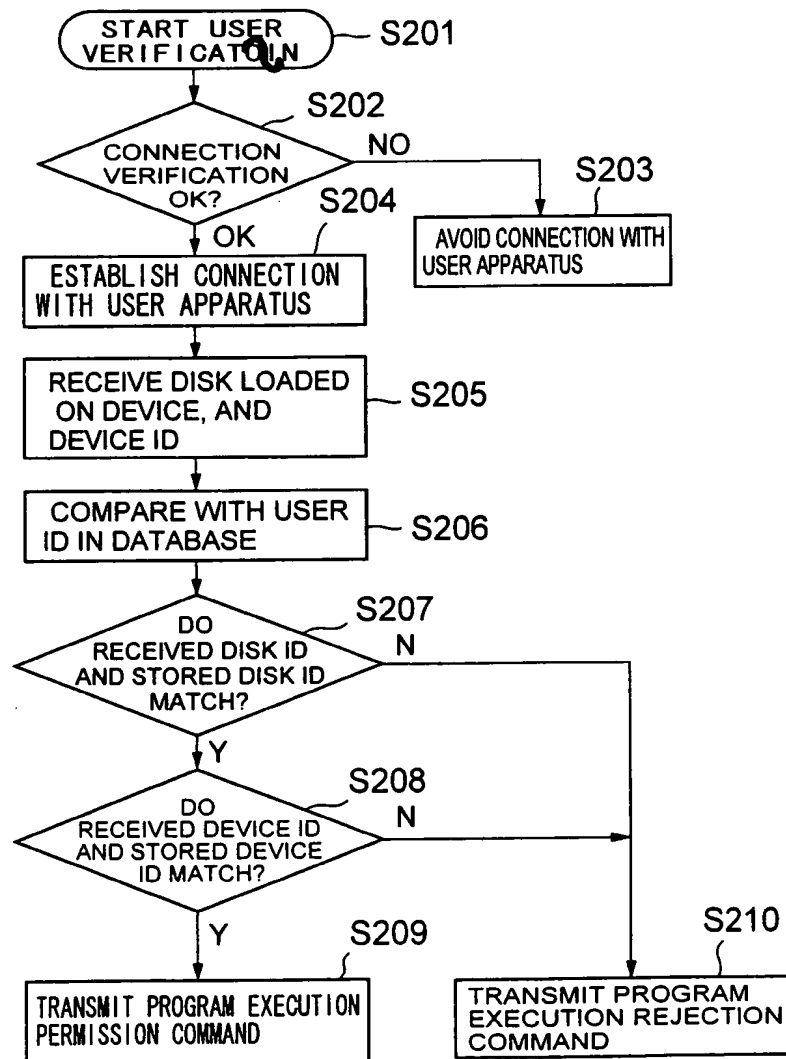 START USER
VERIFICATOIN
S201
S202
CONNECTION
VERIFICATION
OK?
NO
S203
AVOID CONNECTION WITH
USER APPARATUS
OK
S204
ESTABLISH CONNECTION
WITH USER APPARATUS
RECEIVE DISK LOADED
ON DEVICE, AND
DEVICE ID
S205
COMPARE WITH USER
ID IN DATABASE
S206
S207
DO
RECEIVED DISK ID
AND STORED DISK ID
MATCH?
N
Y
S208
DO
RECEIVED DEVICE ID
AND STORED DEVICE
ID MATCH?
N
Y
S209
TRANSMIT PROGRAM EXECUTION
PERMISSION COMMAND
S210
TRANSMIT PROGRAM
EXECUTION REJECTION
COMMAND